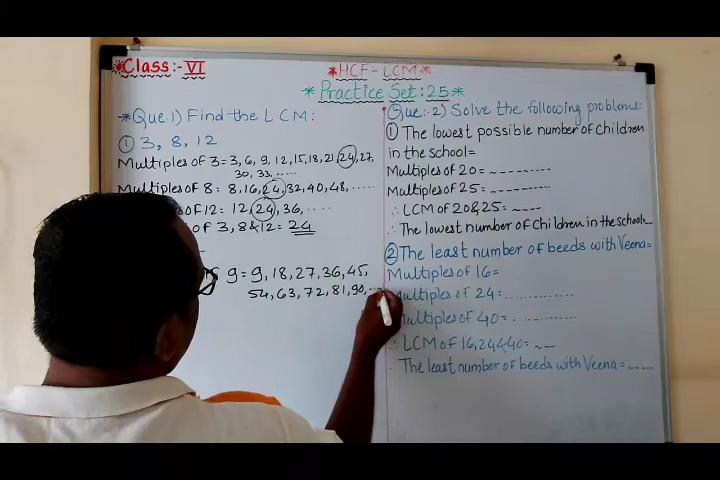 *Class:- VI
*HCF-LCM*
*Practice Set: 25*
*Que.1) Find the LCM:
① 3, 8, 12
Multiples of 3 = 3, 6, 9, 12, 15, 18, 21, 24, 27,
30, 33......
Multiples of 8 = 8, 16, 24, 32, 40, 48, .....
of 12 = 12, 24, 36, .....
of 3, 8 & 12 = 24
9 = 9, 18, 27, 36, 45,
54, 63, 72, 81, 90, ...
*Que:-2) Solve the following problems:
① The lowest possible number of children
in the school=
Multiples of 20 = ----------
Multiples of 25 = ----------
∴ LCM of 20 & 25 = ----
∴ The lowest number of Children in the school=--
② The least number of beeds with Veena=
Multiples of 16 =
Multiples of 24 = ............
Multiples of 40 = ............
∴ LCM of 16, 24 & 40 = ---
∴ The least number of beeds with Veena = ----